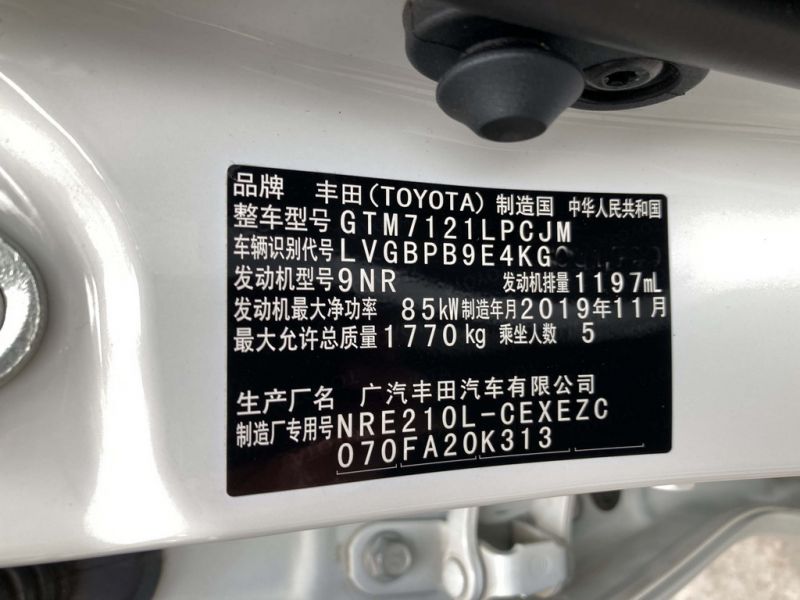 品牌 丰田(TOYOTA) 制造国 中华人民共和国
整车型号 GTM7121LPCJM
车辆识别代号 LVGBPB9E4KG
发动机型号 9NR 发动机排量 1197mL
发动机最大净功率 85kW 制造年月 2019年11月
最大允许总质量 1770kg 乘坐人数 5
生产厂名 广汽丰田汽车有限公司
制造厂专用号 NRE210L-CEXEZC
070FA20K313